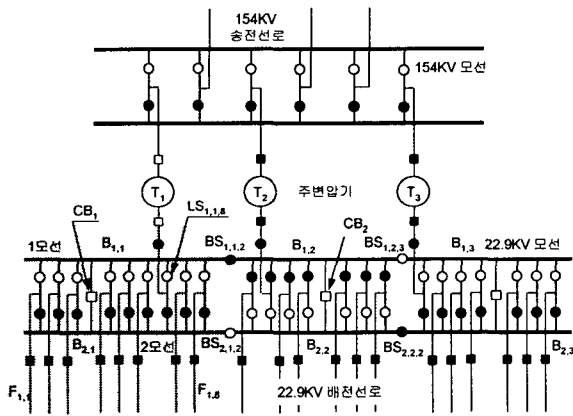 154KV
송전선로
154KV 모선
T1
T2
주변압기
T3
CB1
LS1,1,8
CB2
1모선
B1,1
BS1,1,2
B1,2
BS1,2,3
B1,3
22.9KV 모선
B2,1
2모선
BS2,1,2
B2,2
BS2,2,2
B2,3
F1,1
F1,8
22.9KV 배전선로